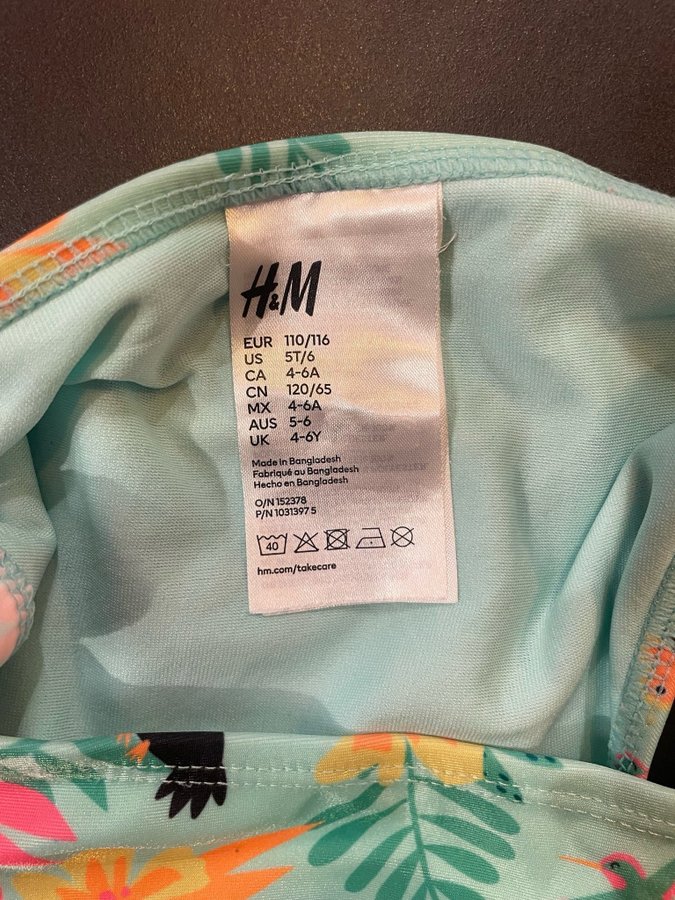 H&M
EUR 110/116
US 5T/6
CA 4-6A
CN 120/65
MX 4-6A
AUS 5-6
UK 4-6Y
Made in Bangladesh
Fabriqué au Bangladesh
Hecho en Bangladesh
O/N 152378
P/N 1031397 5
40
hm.com/takecare